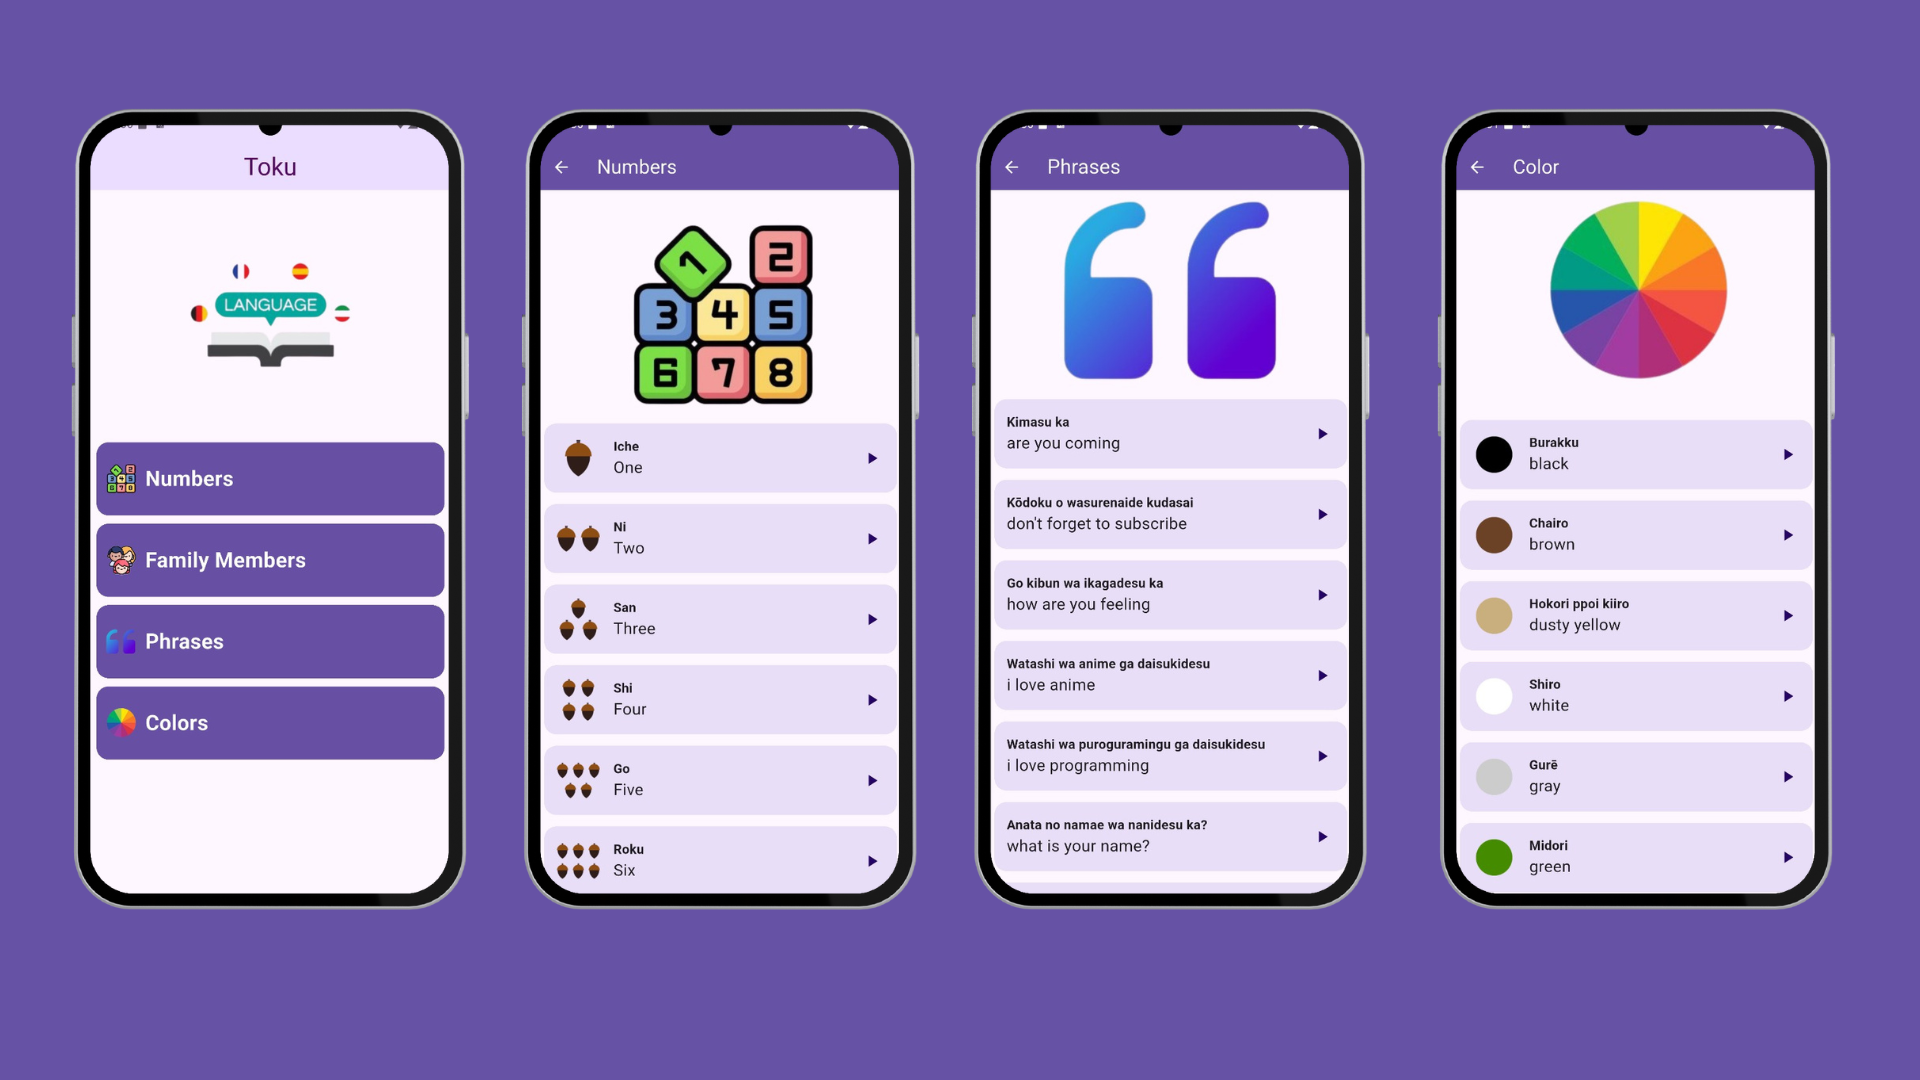 Toku
LANGUAGE
Numbers
Family Members
Phrases
Colors
Numbers
1
2
3 4 5
6 7 8
Iche
One
Ni
Two
San
Three
Shi
Four
Go
Five
Roku
Six
Phrases
Kimasu ka
are you coming
Kōdoku o wasurenaide kudasai
don't forget to subscribe
Go kibun wa ikagadesu ka
how are you feeling
Watashi wa anime ga daisukidesu
i love anime
Watashi wa puroguramingu ga daisukidesu
i love programming
Anata no namae wa nanidesu ka?
what is your name?
Color
Burakku
black
Chairo
brown
Hokori ppoi kiiro
dusty yellow
Shiro
white
Gurē
gray
Midori
green